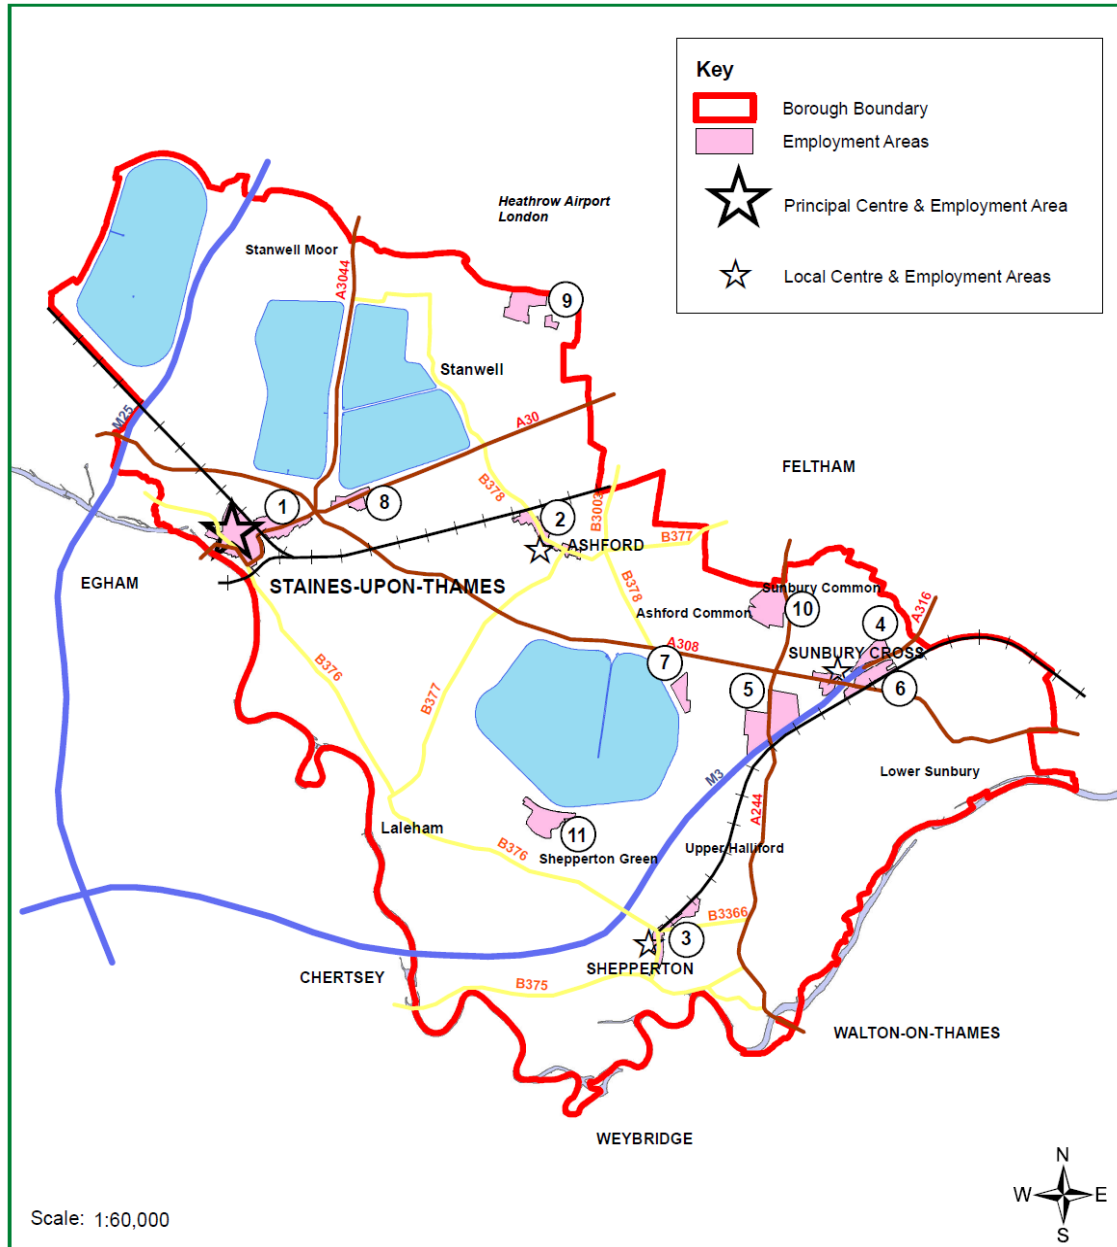 Key
Borough Boundary
Employment Areas
Principal Centre & Employment Area
Local Centre & Employment Areas
Heathrow Airport
London
Stanwell Moor
A3044
9
Stanwell
M25
A30
FELTHAM
B378
B3003
1
8
2
ASHFORD
B377
EGHAM
STAINES-UPON-THAMES
B378
Sunbury Common
Ashford Common
10
4
A316
A308
SUNBURY CROSS
B376
7
B377
5
6
M3
Lower Sunbury
A244
Laleham
11
B376
Shepperton Green
Upper Halliford
B3366
3
SHEPPERTON
CHERTSEY
B375
WALTON-ON-THAMES
WEYBRIDGE
N
W E
S
Scale: 1:60,000